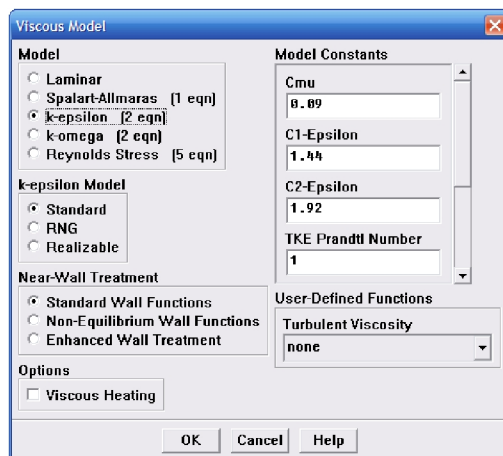 Viscous Model
Model
Laminar
Spalart-Allmaras (1 eqn)
k-epsilon (2 eqn)
k-omega (2 eqn)
Reynolds Stress (5 eqn)
k-epsilon Model
Standard
RNG
Realizable
Near-Wall Treatment
Standard Wall Functions
Non-Equilibrium Wall Functions
Enhanced Wall Treatment
Options
Viscous Heating
Model Constants
Cmu
0.09
C1-Epsilon
1.44
C2-Epsilon
1.92
TKE Prandtl Number
1
User-Defined Functions
Turbulent Viscosity
none
OK Cancel Help